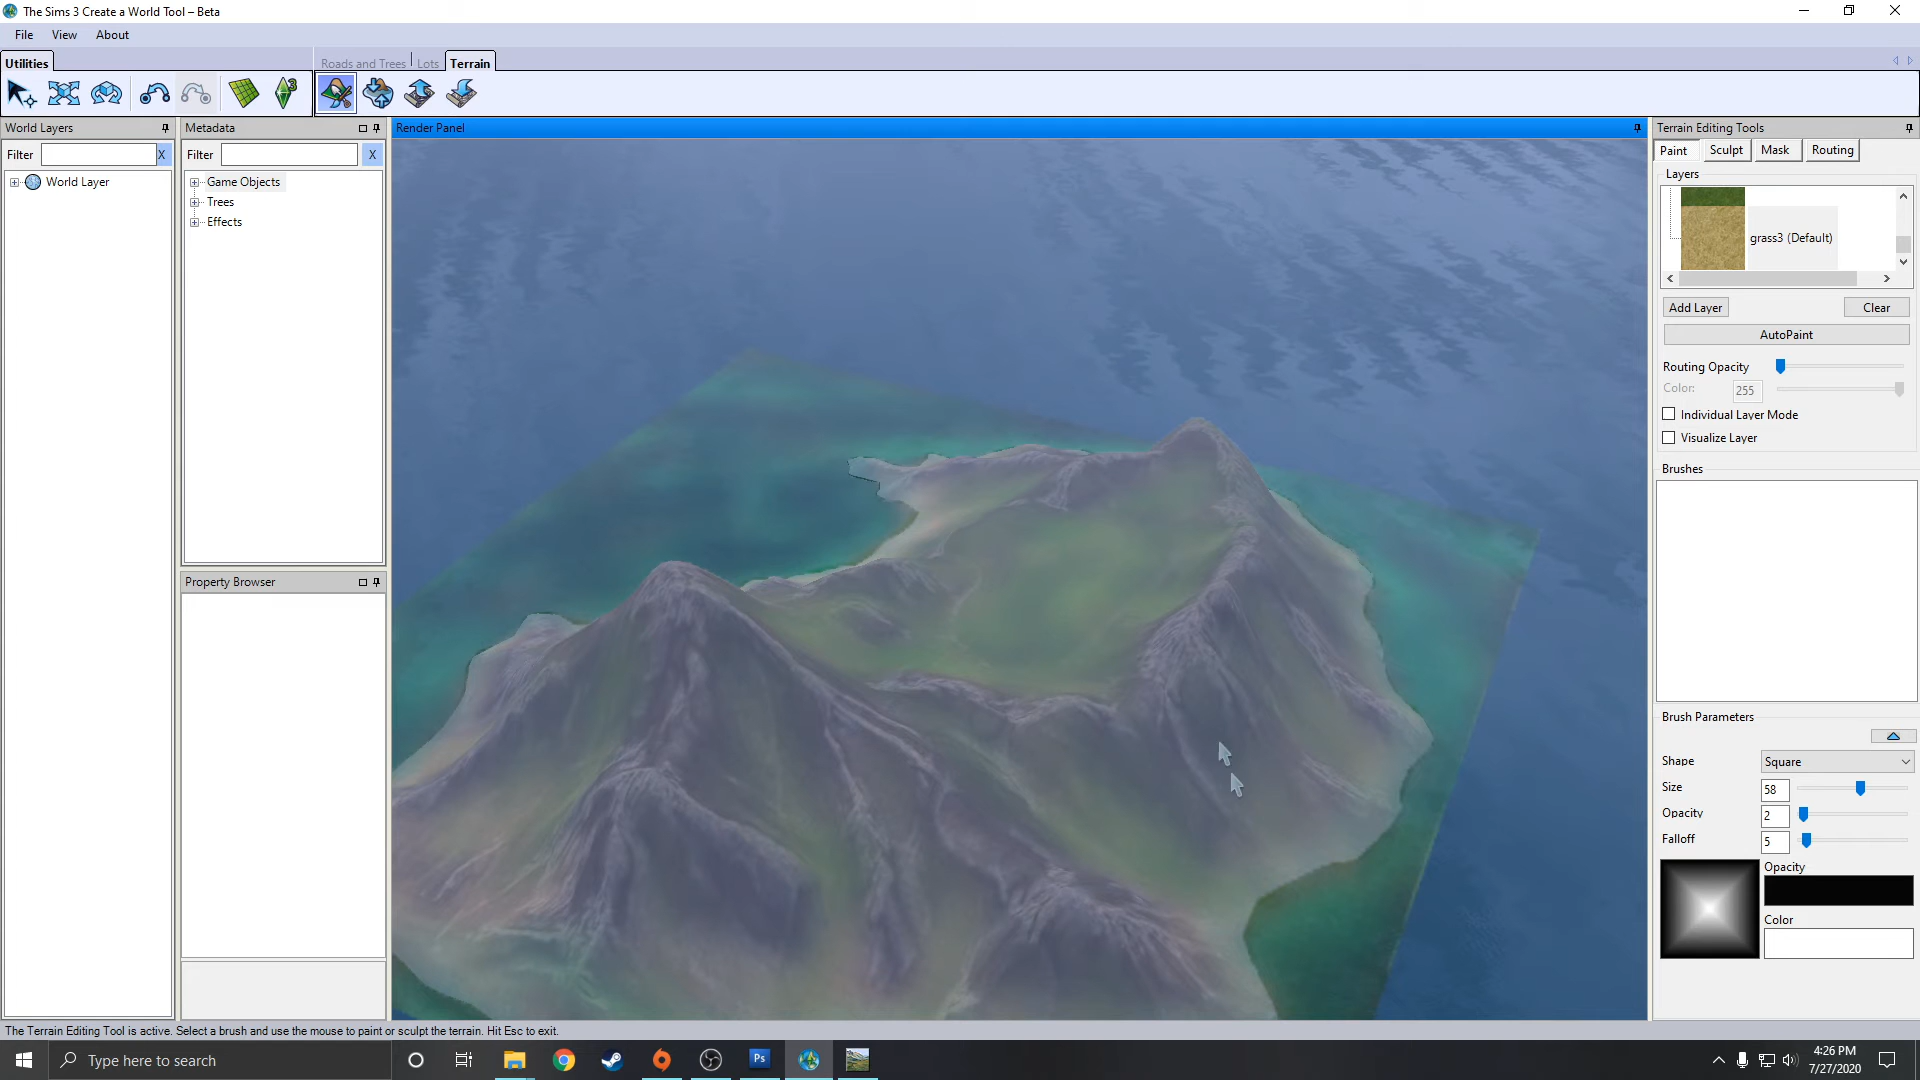 The Sims 3 Create a World Tool – Beta
File View About
Utilities Roads and Trees Lots Terrain
World Layers Metadata Render Panel Terrain Editing Tools
Filter X Filter X Paint Sculpt Mask Routing
World Layer Game Objects Layers
Trees
Effects
grass3 (Default)
Add Layer Clear
AutoPaint
Routing Opacity
Color: 255
Individual Layer Mode
Visualize Layer
Brushes
Property Browser
Brush Parameters
Shape Square
Size 58
Opacity 2
Falloff 5
Opacity
Color
The Terrain Editing Tool is active. Select a brush and use the mouse to paint or sculpt the terrain. Hit Esc to exit.
Type here to search Ps 4:26 PM
7/27/2020